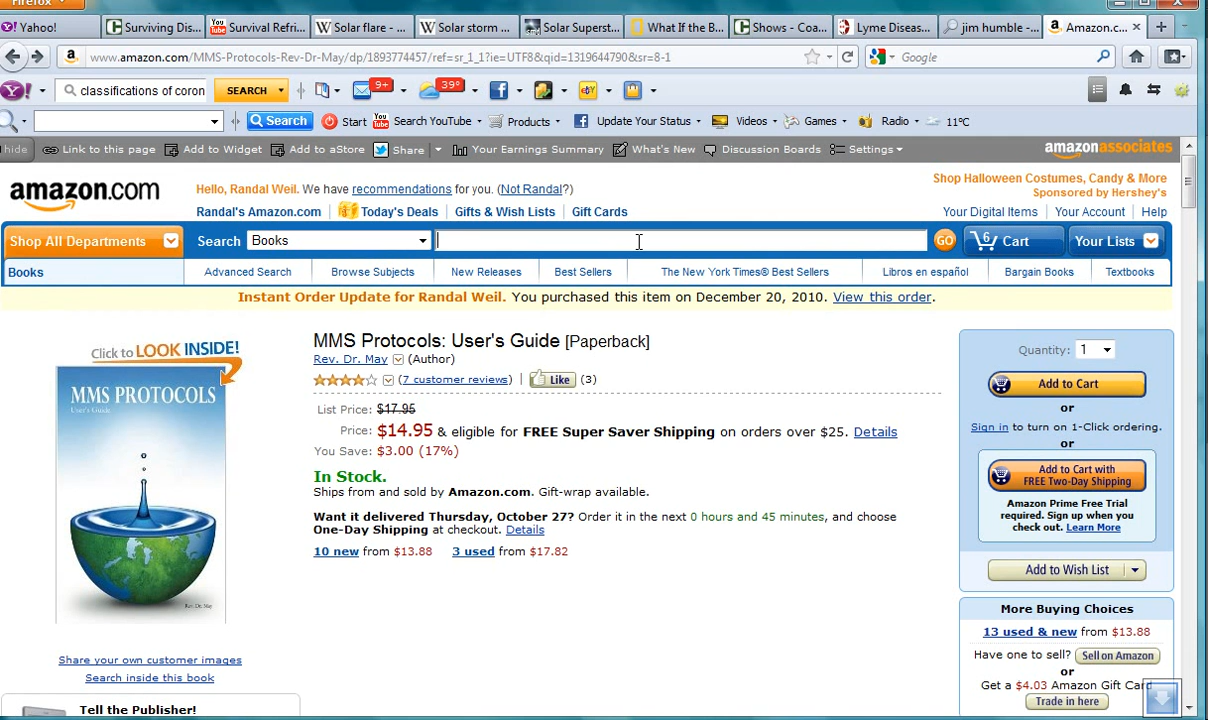 Firefox
Yahoo!
Surviving Dis...
Survival Refri...
Solar flare - ...
Solar storm ...
Solar Superst...
What If the B...
Shows - Coa...
Lyme Diseas...
jim humble -...
Amazon.c...
www.amazon.com/MMS-Protocols-Rev-Dr-May/dp/1893774457/ref=sr_1_1?ie=UTF8&qid=1319644790&sr=8-1
Google
classifications of coron
SEARCH
9+
39°
Search
Start
Search YouTube
Products
Update Your Status
Videos
Games
Radio
11°C
hide
Link to this page
Add to Widget
Add to aStore
Share
Your Earnings Summary
What's New
Discussion Boards
Settings
amazonassociates
amazon.com
Hello, Randal Weil. We have recommendations for you. (Not Randal?)
Shop Halloween Costumes, Candy & More
Sponsored by Hershey's
Randal's Amazon.com
Today's Deals
Gifts & Wish Lists
Gift Cards
Your Digital Items
Your Account
Help
Shop All Departments
Search
Books
GO
6
Cart
Your Lists
Books
Advanced Search
Browse Subjects
New Releases
Best Sellers
The New York Times® Best Sellers
Libros en español
Bargain Books
Textbooks
Instant Order Update for Randal Weil. You purchased this item on December 20, 2010. View this order.
Click to LOOK INSIDE!
MMS PROTOCOLS
User's Guide
Rev. Dr. May
Share your own customer images
Search inside this book
Tell the Publisher!
MMS Protocols: User's Guide [Paperback]
Rev. Dr. May (Author)
(7 customer reviews)
Like
(3)
List Price: $17.95
Price: $14.95 & eligible for FREE Super Saver Shipping on orders over $25. Details
You Save: $3.00 (17%)
In Stock.
Ships from and sold by Amazon.com. Gift-wrap available.
Want it delivered Thursday, October 27? Order it in the next 0 hours and 45 minutes, and choose
One-Day Shipping at checkout. Details
10 new from $13.88
3 used from $17.82
Quantity: 1
Add to Cart
or
Sign in to turn on 1-Click ordering.
or
Add to Cart with
FREE Two-Day Shipping
Amazon Prime Free Trial
required. Sign up when you
check out. Learn More
Add to Wish List
More Buying Choices
13 used & new from $13.88
Have one to sell? Sell on Amazon
or
Get a $4.03 Amazon Gift Card
Trade in here